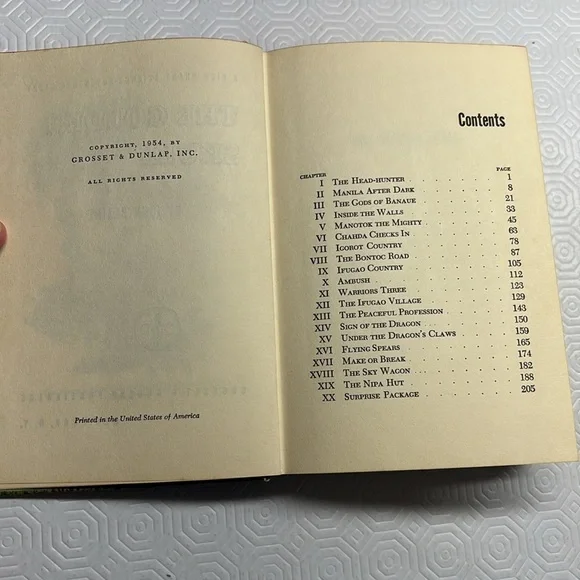 COPYRIGHT, 1954, BY
GROSSET & DUNLAP, INC.
ALL RIGHTS RESERVED
Printed in the United States of America
Contents
CHAPTER PAGE
I THE HEAD-HUNTER 1
II MANILA AFTER DARK 8
III THE GODS OF BANAUE 21
IV INSIDE THE WALLS 33
V MANOTOK THE MIGHTY 45
VI CHAHDA CHECKS IN 63
VII IGOROT COUNTRY 78
VIII THE BONTOC ROAD 87
IX IFUGAO COUNTRY 105
X AMBUSH 112
XI WARRIORS THREE 123
XII THE IFUGAO VILLAGE 129
XIII THE PEACEFUL PROFESSION 143
XIV SIGN OF THE DRAGON 150
XV UNDER THE DRAGON'S CLAWS 159
XVI FLYING SPEARS 165
XVII MAKE OR BREAK 174
XVIII THE SKY WAGON 182
XIX THE NIPA HUT 188
XX SURPRISE PACKAGE 205